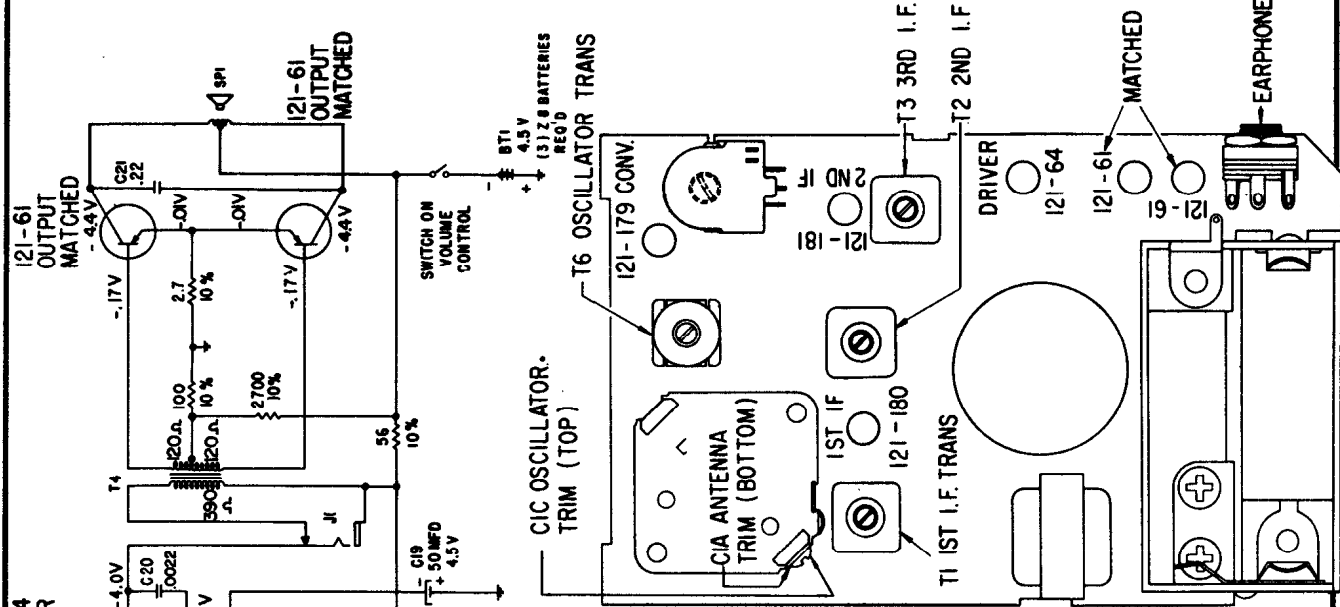 121-61
OUTPUT
MATCHED
-4.4V
C21
.22
SP1
121-61
OUTPUT
MATCHED
-.01V
-.01V
-4.4V
-.17V
-.17V
2.7
10%
100
10%
2700
10%
120Ω
120Ω
390
Ω
T4
J1
56
10%
SWITCH ON
VOLUME
CONTROL
- BT1
+ 4.5 V
(3) Z 8 BATTERIES
REQ'D
-4.0V
C20
.0022
V
C19
- 50 MFD
+ 4.5 V
4
R
C1C OSCILLATOR.
TRIM (TOP)
T6 OSCILLATOR TRANS
121-179 CONV.
2ND IF
121-181
T3 3RD I.F.
T2 2ND I.F
C1A ANTENNA
TRIM (BOTTOM)
1ST IF
121-180
T1 1ST I.F. TRANS
DRIVER
121-64
121-61
121-61
MATCHED
EARPHONE